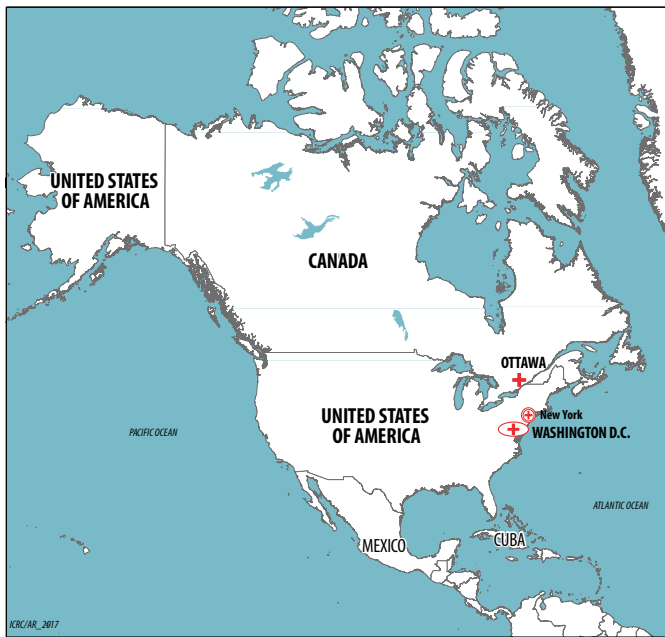 UNITED STATES
OF AMERICA
CANADA
OTTAWA
New York
WASHINGTON D.C.
UNITED STATES
OF AMERICA
PACIFIC OCEAN
ATLANTIC OCEAN
MEXICO
CUBA
ICRC/AR_2017